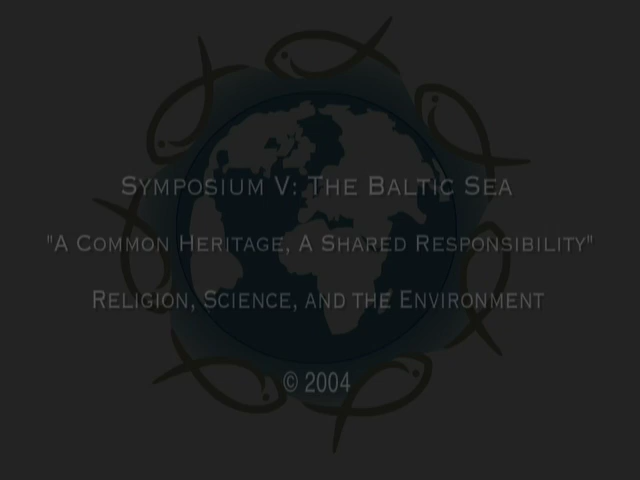 Symposium V: The Baltic Sea
"A Common Heritage, A Shared Responsibility"
Religion, Science, and the Environment
© 2004